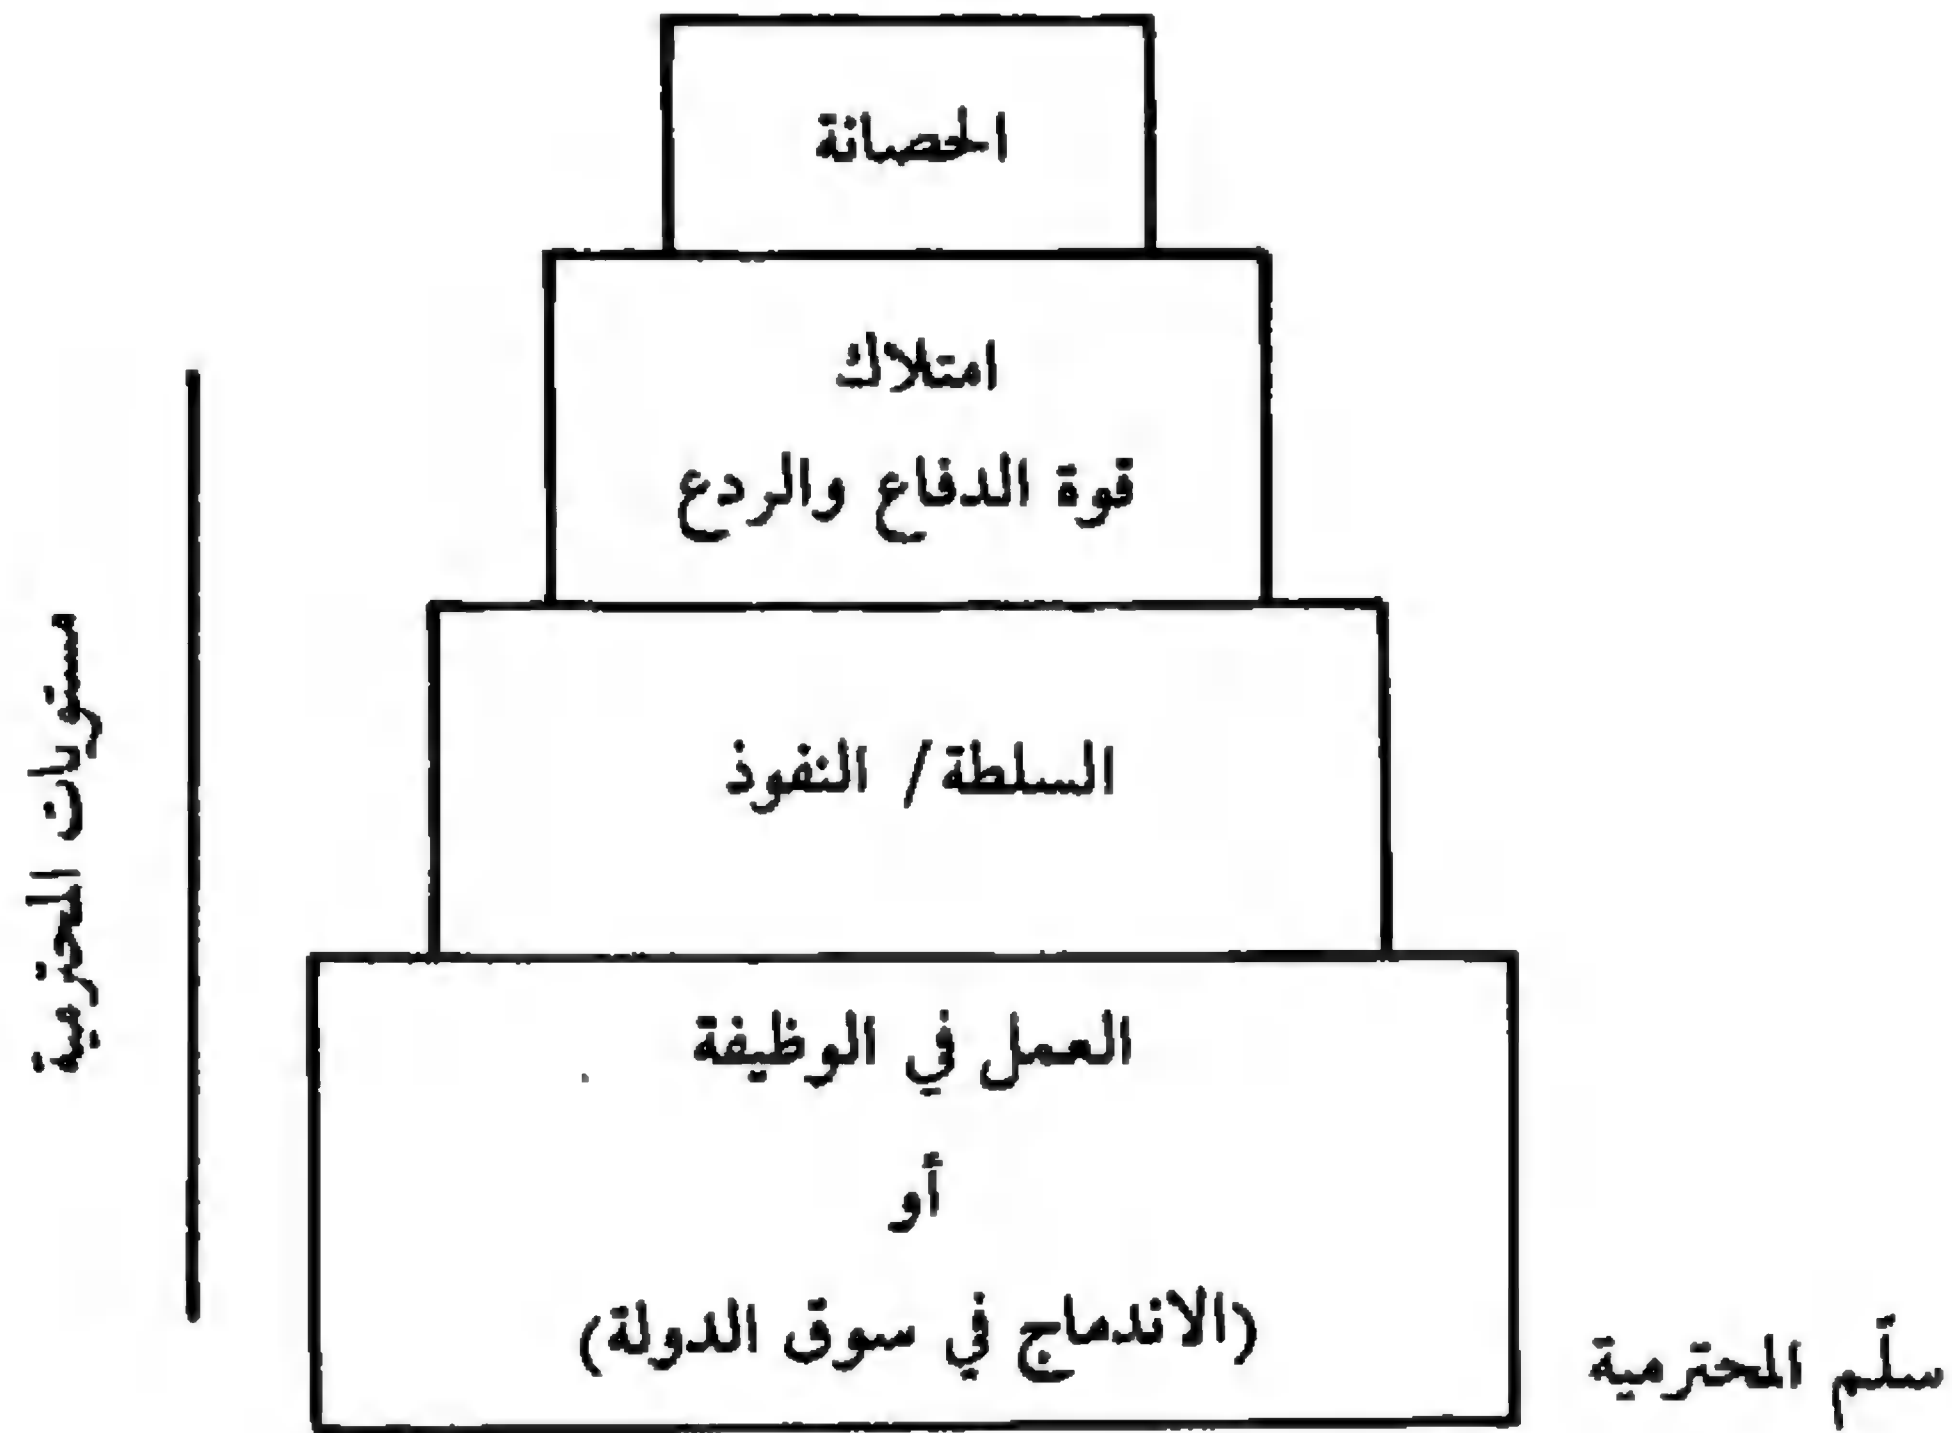 الحصانة
امتلاك
قوة الدفاع والردع
السلطة / النفوذ
العمل في الوظيفة
أو
(الاندماج في سوق الدولة)
سلّم المحترمية
مستويات المحترمية